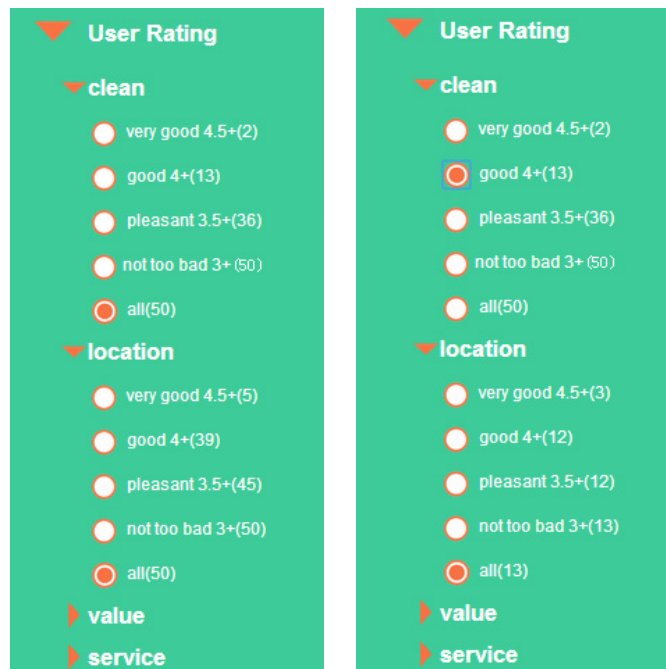 User Rating
clean
very good 4.5+(2)
good 4+(13)
pleasant 3.5+(36)
not too bad 3+(50)
all(50)
location
very good 4.5+(5)
good 4+(39)
pleasant 3.5+(45)
not too bad 3+(50)
all(50)
value
service
User Rating
clean
very good 4.5+(2)
good 4+(13)
pleasant 3.5+(36)
not too bad 3+(50)
all(50)
location
very good 4.5+(3)
good 4+(12)
pleasant 3.5+(12)
not too bad 3+(13)
all(13)
value
service